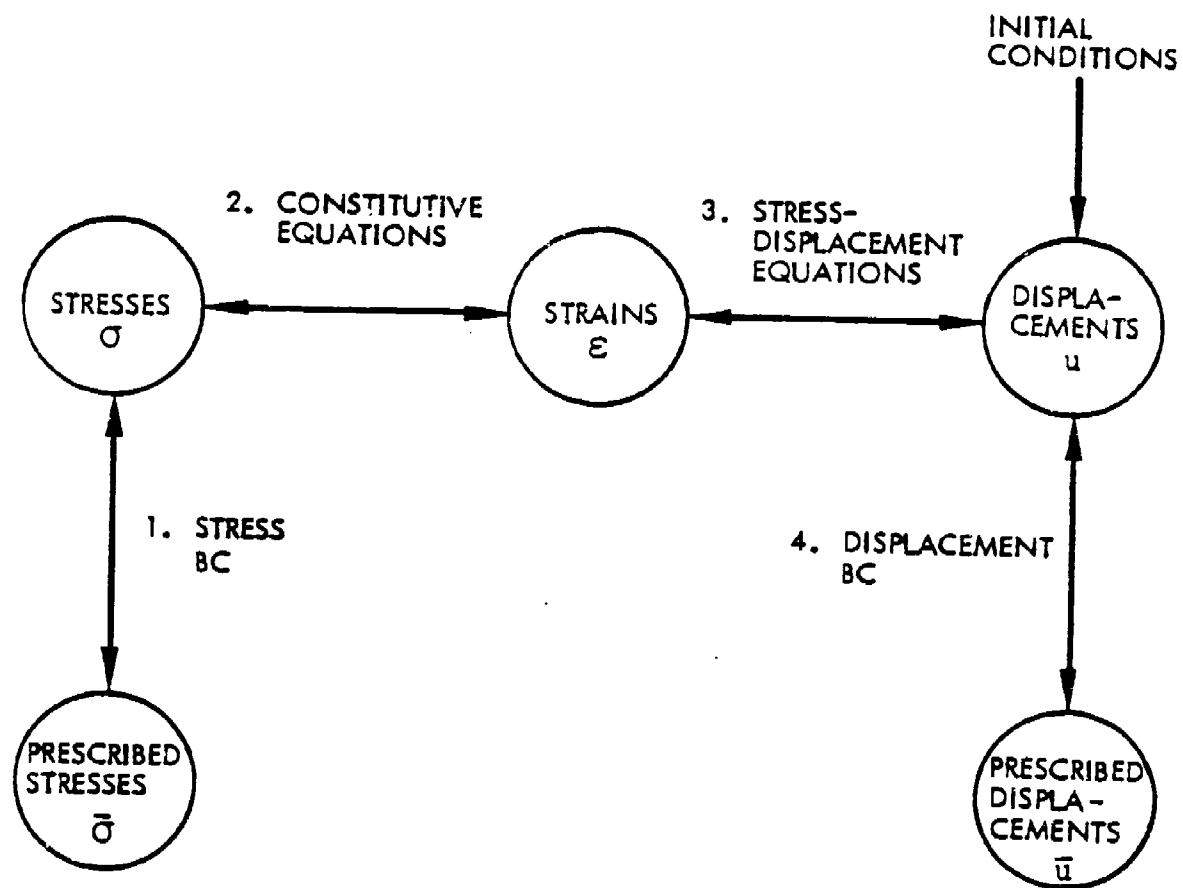 INITIAL
CONDITIONS
2. CONSTITUTIVE
EQUATIONS
3. STRESS-
DISPLACEMENT
EQUATIONS
STRESSES
σ
STRAINS
ε
DISPLA-
CEMENTS
u
1. STRESS
BC
4. DISPLACEMENT
BC
PRESCRIBED
STRESSES
σ̄
PRESCRIBED
DISPLA-
CEMENTS
ū